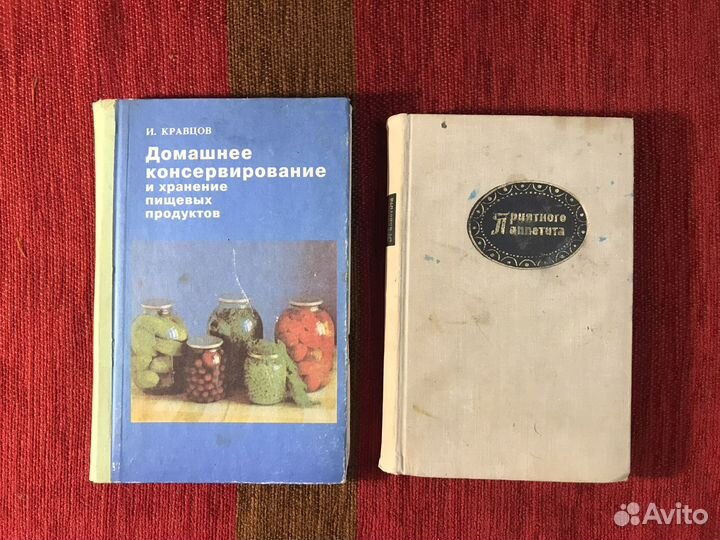 И. КРАВЦОВ
Домашнее
консервирование
и хранение
пищевых
продуктов
Приятного
Аппетита
Avito